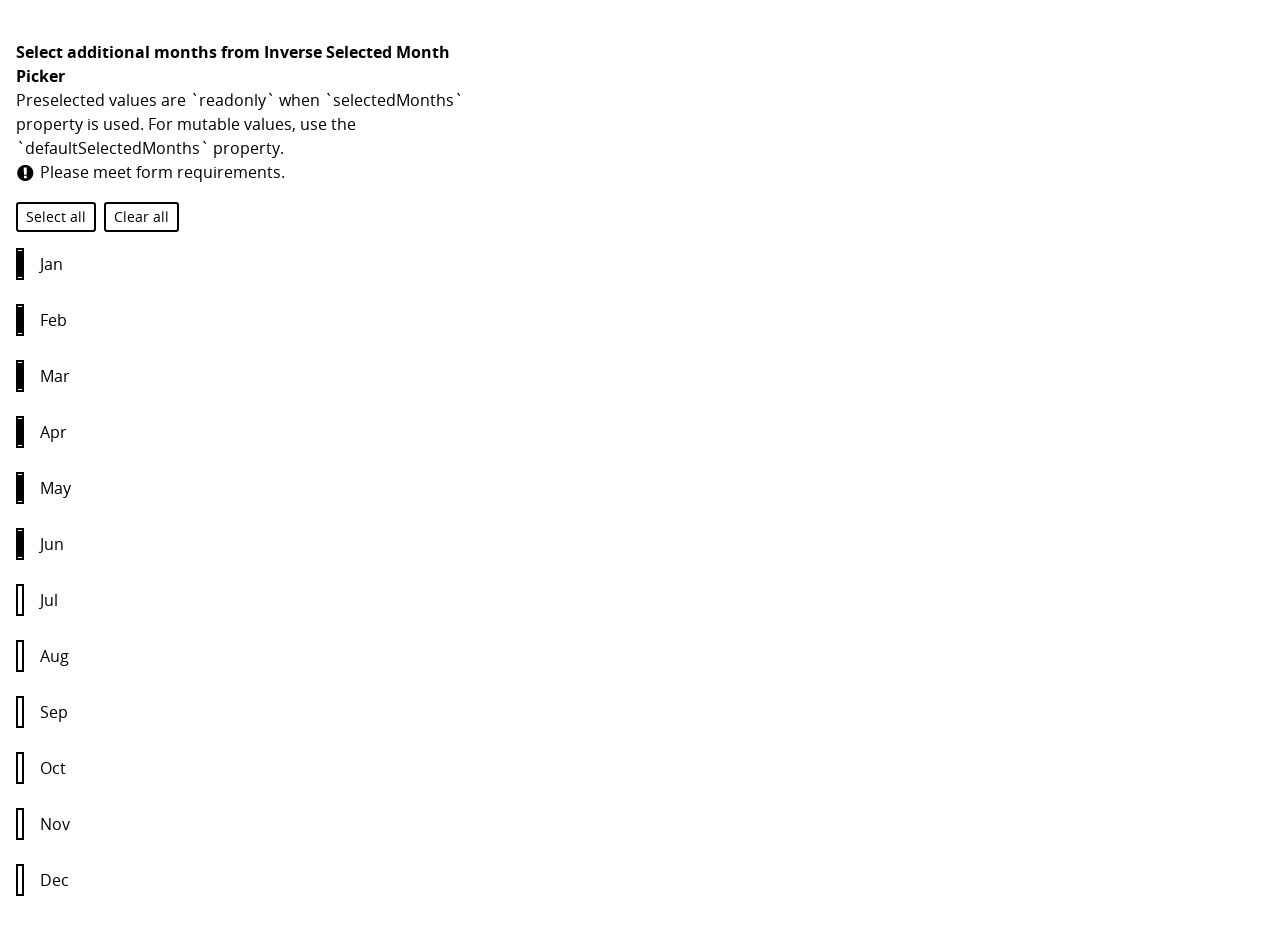 Select additional months from Inverse Selected Month
Picker
Preselected values are `readonly` when `selectedMonths`
property is used. For mutable values, use the
`defaultSelectedMonths` property.
Please meet form requirements.
Select all
Clear all
Jan
Feb
Mar
Apr
May
Jun
Jul
Aug
Sep
Oct
Nov
Dec